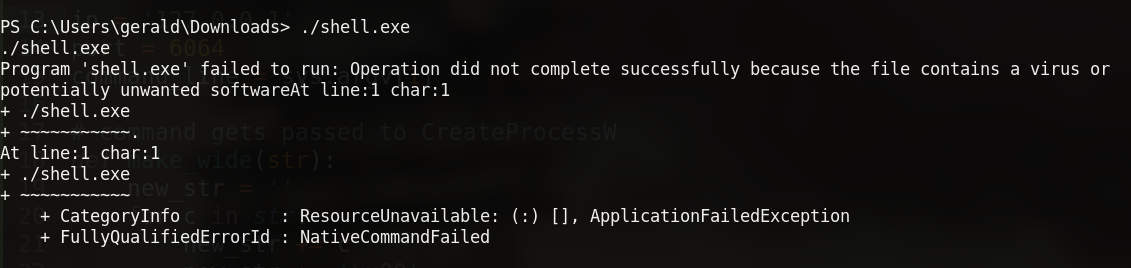 PS C:\Users\gerald\Downloads> ./shell.exe
./shell.exe
Program 'shell.exe' failed to run: Operation did not complete successfully because the file contains a virus or
potentially unwanted softwareAt line:1 char:1
+ ./shell.exe
+ ~~~~~~~~~~~.
At line:1 char:1
+ ./shell.exe
+ ~~~~~~~~~~~
    + CategoryInfo          : ResourceUnavailable: (:) [], ApplicationFailedException
    + FullyQualifiedErrorId : NativeCommandFailed